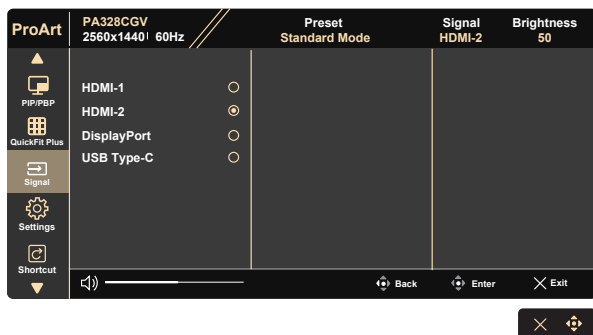 ProArt
PA328CGV
2560x1440 60Hz
Preset
Standard Mode
Signal
HDMI-2
Brightness
50
PIP/PBP
QuickFit Plus
Signal
Settings
Shortcut
HDMI-1
HDMI-2
DisplayPort
USB Type-C
Back
Enter
Exit